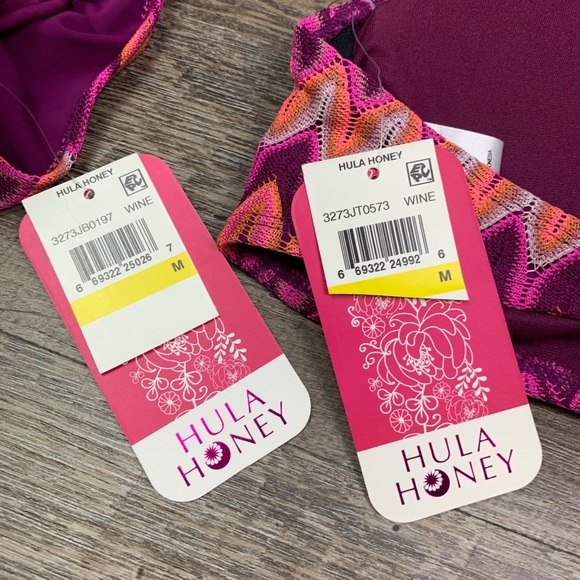 HULA HONEY
3273JB0197 WINE
6 69322 25026 7
M
HULA
HONEY
HULA HONEY
3273JT0573 WINE
6 69322 24992 6
M
HULA
HONEY